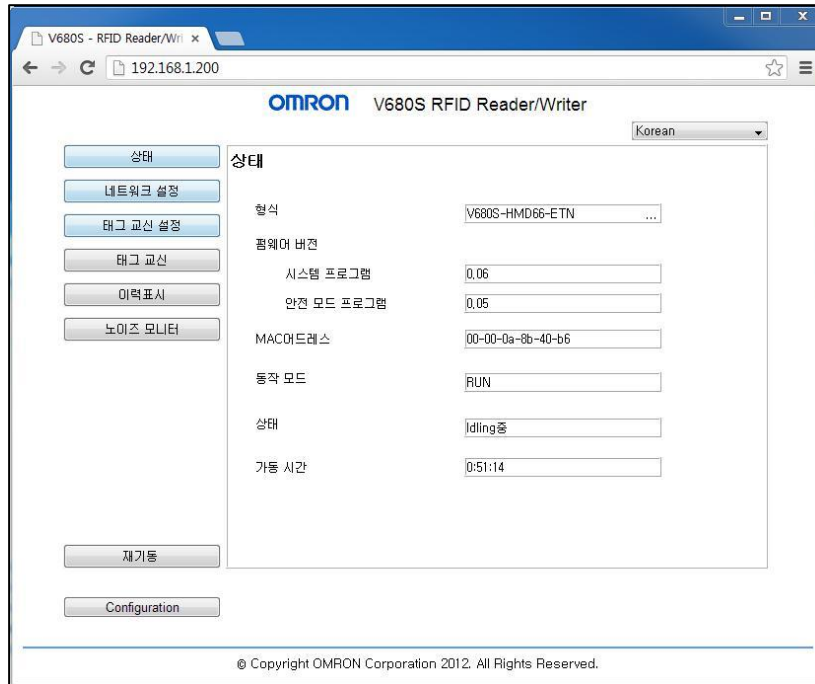 V680S - RFID Reader/Wri
192.168.1.200
OMRON V680S RFID Reader/Writer
Korean
상태
네트워크 설정
태그 교신 설정
태그 교신
이력표시
노이즈 모니터
재기동
Configuration
상태
형식 V680S-HMD66-ETN ...
펌웨어 버전
시스템 프로그램 0.06
안전 모드 프로그램 0.05
MAC어드레스 00-00-0a-8b-40-b6
동작 모드 RUN
상태 Idling중
가동 시간 0:51:14
© Copyright OMRON Corporation 2012. All Rights Reserved.